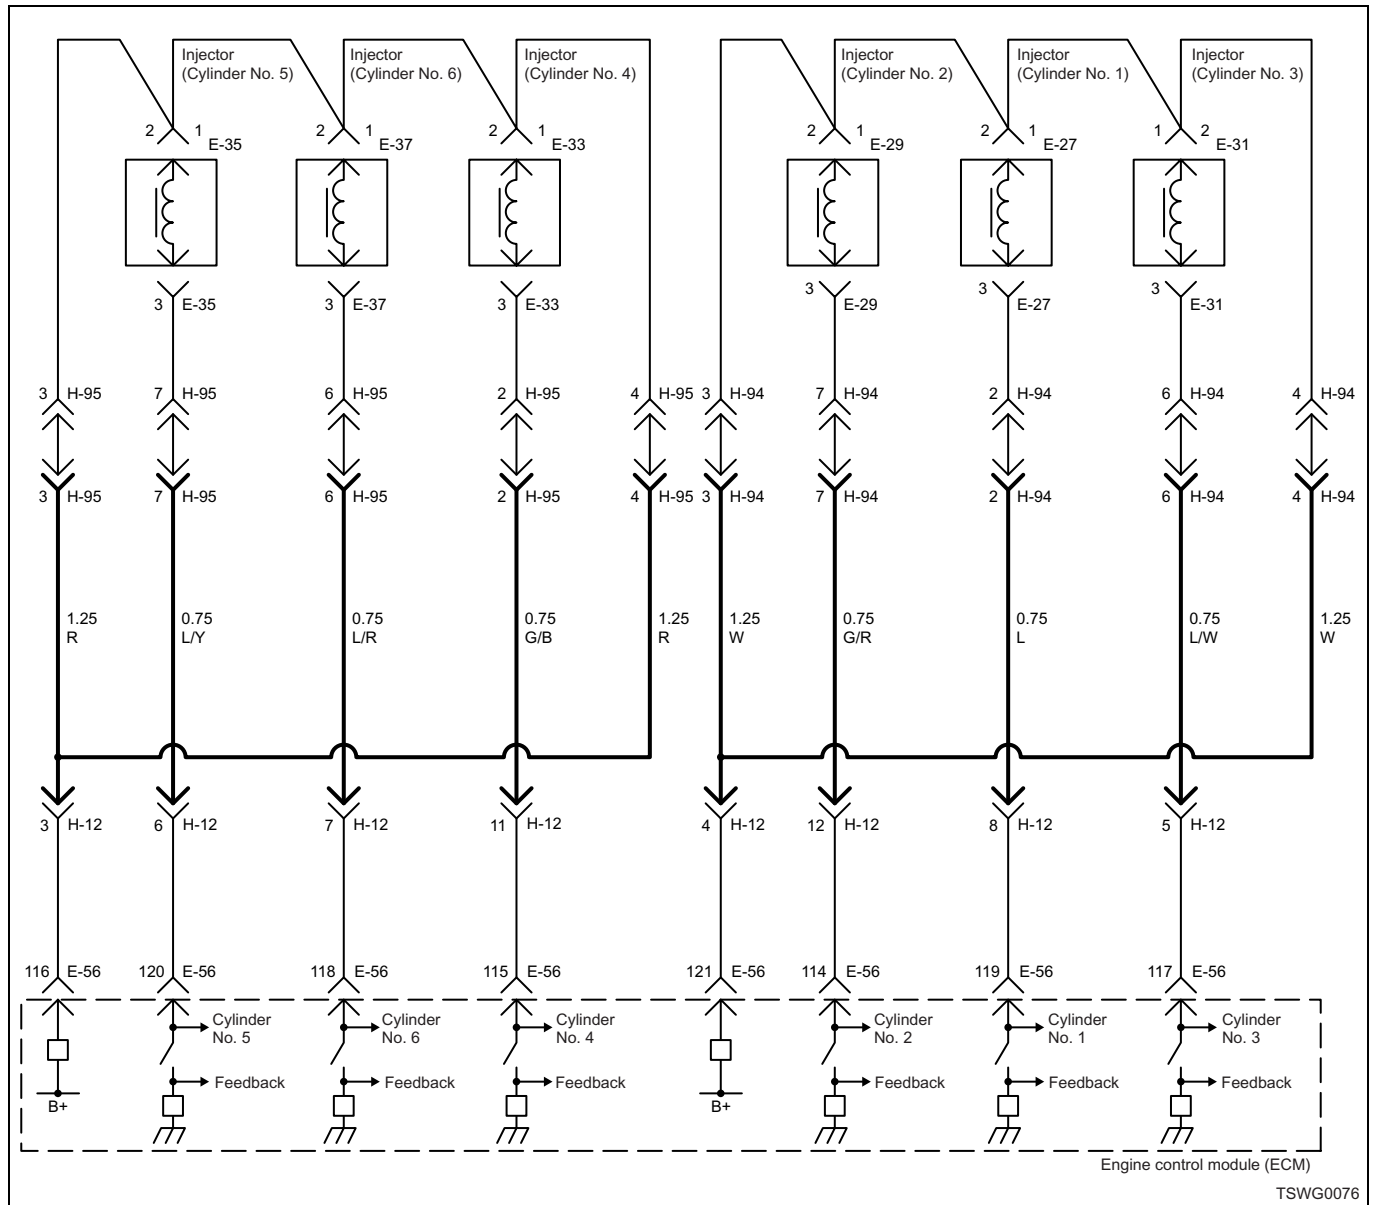 Injector
(Cylinder No. 5)
Injector
(Cylinder No. 6)
Injector
(Cylinder No. 4)
Injector
(Cylinder No. 2)
Injector
(Cylinder No. 1)
Injector
(Cylinder No. 3)
2 1 2 1 2 1 2 1 2 1 1 2
E-35 E-37 E-33 E-29 E-27 E-31
3 E-35 3 E-37 3 E-33 3 E-29 3 E-27 3 E-31
3 H-95 7 H-95 6 H-95 2 H-95 4 H-95 3 H-94 7 H-94 2 H-94 6 H-94 4 H-94
3 H-95 7 H-95 6 H-95 2 H-95 4 H-95 3 H-94 7 H-94 2 H-94 6 H-94 4 H-94
1.25 0.75 0.75 0.75 1.25 1.25 0.75 0.75 0.75 1.25
R L/Y L/R G/B R W G/R L L/W W
3 H-12 6 H-12 7 H-12 11 H-12 4 H-12 12 H-12 8 H-12 5 H-12
116 E-56 120 E-56 118 E-56 115 E-56 121 E-56 114 E-56 119 E-56 117 E-56
Cylinder
No. 5
Cylinder
No. 6
Cylinder
No. 4
Cylinder
No. 2
Cylinder
No. 1
Cylinder
No. 3
Feedback Feedback Feedback Feedback Feedback Feedback
B+ B+
Engine control module (ECM)
TSWG0076